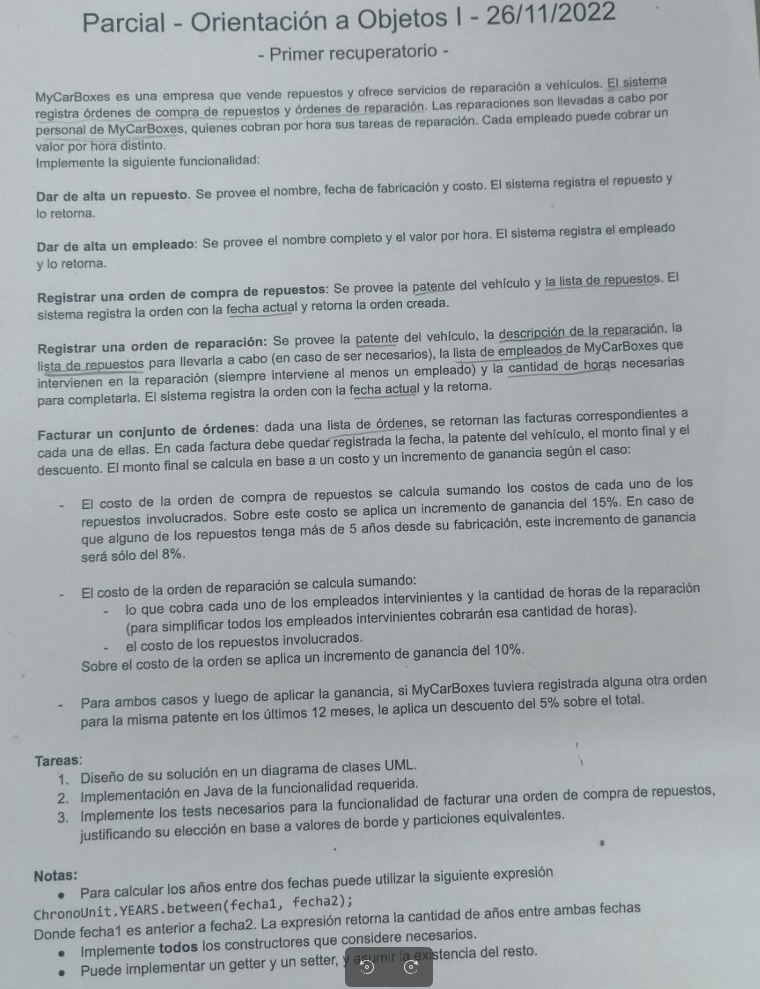 Parcial - Orientación a Objetos I - 26/11/2022
- Primer recuperatorio -
MyCarBoxes es una empresa que vende repuestos y ofrece servicios de reparación a vehículos. El sistema
registra órdenes de compra de repuestos y órdenes de reparación. Las reparaciones son llevadas a cabo por
personal de MyCarBoxes, quienes cobran por hora sus tareas de reparación. Cada empleado puede cobrar un
valor por hora distinto.
Implemente la siguiente funcionalidad:
Dar de alta un repuesto. Se provee el nombre, fecha de fabricación y costo. El sistema registra el repuesto y
lo retorna.
Dar de alta un empleado: Se provee el nombre completo y el valor por hora. El sistema registra el empleado
y lo retorna.
Registrar una orden de compra de repuestos: Se provee la patente del vehículo y la lista de repuestos. El
sistema registra la orden con la fecha actual y retorna la orden creada.
Registrar una orden de reparación: Se provee la patente del vehículo, la descripción de la reparación, la
lista de repuestos para llevarla a cabo (en caso de ser necesarios), la lista de empleados de MyCarBoxes que
intervienen en la reparación (siempre interviene al menos un empleado) y la cantidad de horas necesarias
para completarla. El sistema registra la orden con la fecha actual y la retorna.
Facturar un conjunto de órdenes: dada una lista de órdenes, se retornan las facturas correspondientes a
cada una de ellas. En cada factura debe quedar registrada la fecha, la patente del vehículo, el monto final y el
descuento. El monto final se calcula en base a un costo y un incremento de ganancia según el caso:
- El costo de la orden de compra de repuestos se calcula sumando los costos de cada uno de los
repuestos involucrados. Sobre este costo se aplica un incremento de ganancia del 15%. En caso de
que alguno de los repuestos tenga más de 5 años desde su fabricación, este incremento de ganancia
será sólo del 8%.
- El costo de la orden de reparación se calcula sumando:
- lo que cobra cada uno de los empleados intervinientes y la cantidad de horas de la reparación
(para simplificar todos los empleados intervinientes cobrarán esa cantidad de horas).
- el costo de los repuestos involucrados.
Sobre el costo de la orden se aplica un incremento de ganancia del 10%.
- Para ambos casos y luego de aplicar la ganancia, si MyCarBoxes tuviera registrada alguna otra orden
para la misma patente en los últimos 12 meses, le aplica un descuento del 5% sobre el total.
Tareas:
1. Diseño de su solución en un diagrama de clases UML.
2. Implementación en Java de la funcionalidad requerida.
3. Implemente los tests necesarios para la funcionalidad de facturar una orden de compra de repuestos,
justificando su elección en base a valores de borde y particiones equivalentes.
Notas:
● Para calcular los años entre dos fechas puede utilizar la siguiente expresión
ChronoUnit.YEARS.between(fecha1, fecha2);
Donde fecha1 es anterior a fecha2. La expresión retorna la cantidad de años entre ambas fechas
● Implemente todos los constructores que considere necesarios.
● Puede implementar un getter y un setter, y asumir la existencia del resto.